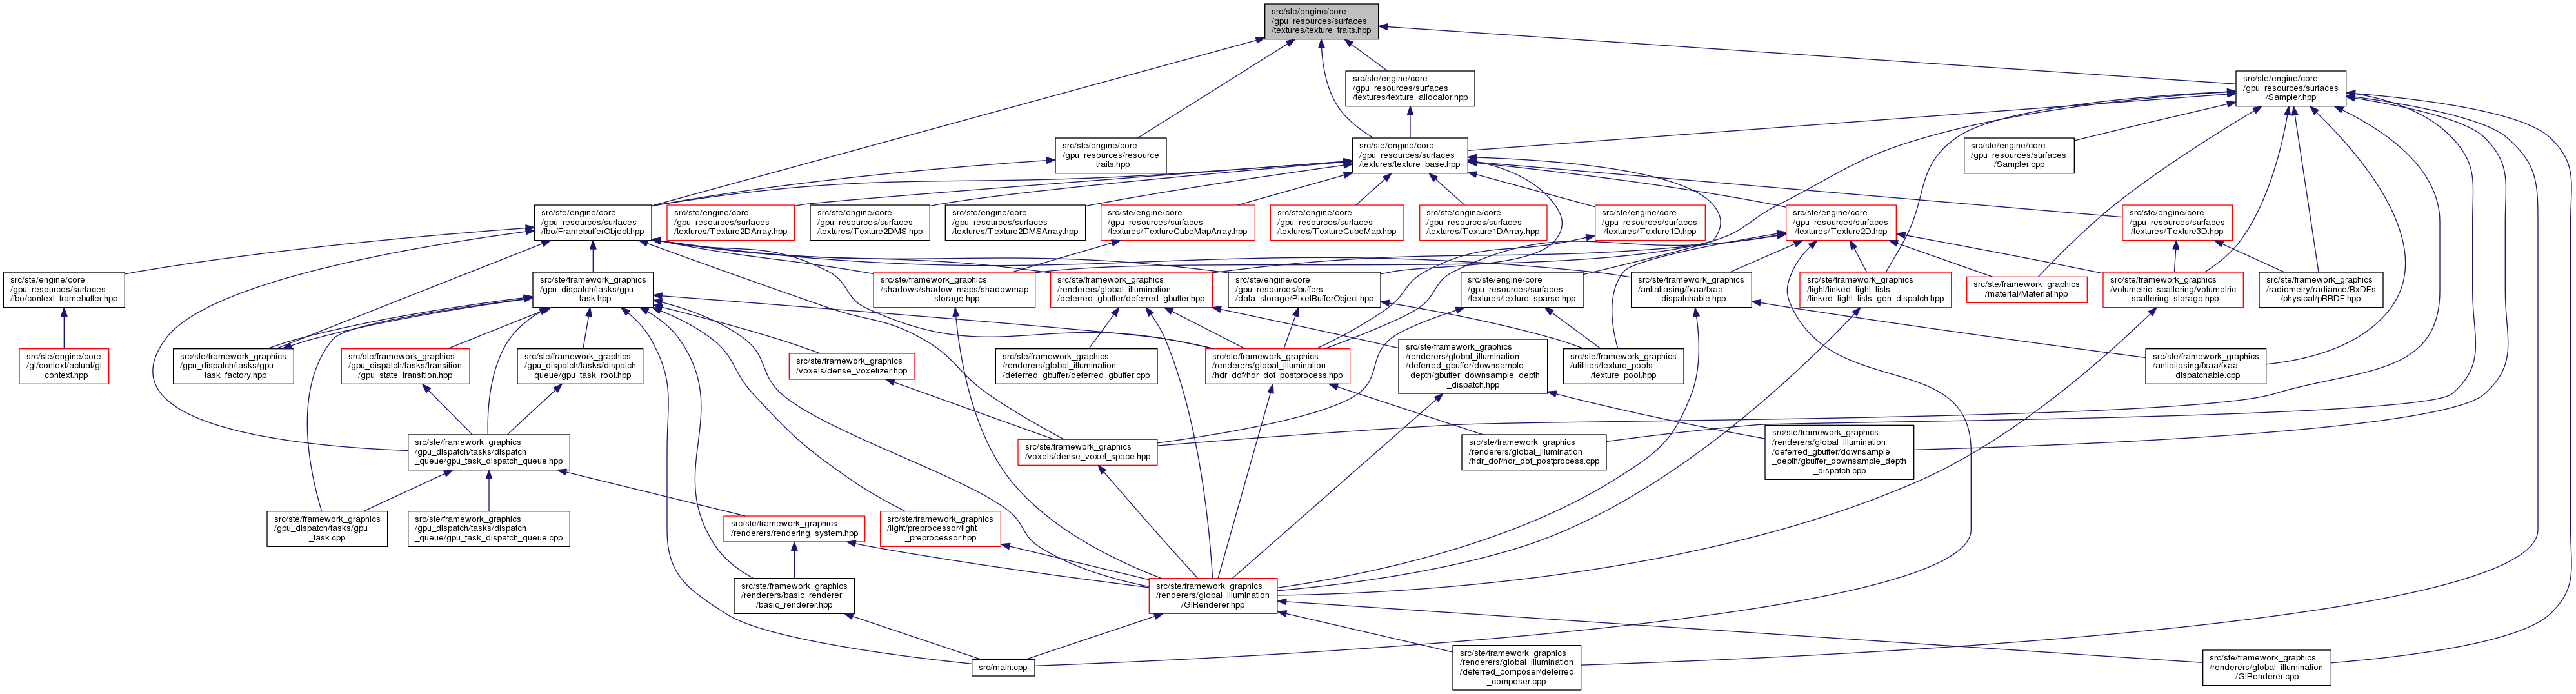 src/ste/engine/core
/gpu_resources/surfaces
/textures/texture_traits.hpp
src/ste/engine/core
/gpu_resources/surfaces
/textures/texture_allocator.hpp
src/ste/engine/core
/gpu_resources/surfaces
/Sampler.hpp
src/ste/engine/core
/gpu_resources/resource
_traits.hpp
src/ste/engine/core
/gpu_resources/surfaces
/textures/texture_base.hpp
src/ste/engine/core
/gpu_resources/surfaces
/Sampler.cpp
src/ste/engine/core
/gpu_resources/surfaces
/fbo/FramebufferObject.hpp
src/ste/engine/core
/gpu_resources/surfaces
/textures/Texture2DArray.hpp
src/ste/engine/core
/gpu_resources/surfaces
/textures/Texture2DMS.hpp
src/ste/engine/core
/gpu_resources/surfaces
/textures/Texture2DMSArray.hpp
src/ste/engine/core
/gpu_resources/surfaces
/textures/TextureCubeMapArray.hpp
src/ste/engine/core
/gpu_resources/surfaces
/textures/TextureCubeMap.hpp
src/ste/engine/core
/gpu_resources/surfaces
/textures/Texture1DArray.hpp
src/ste/engine/core
/gpu_resources/surfaces
/textures/Texture1D.hpp
src/ste/engine/core
/gpu_resources/surfaces
/textures/Texture2D.hpp
src/ste/engine/core
/gpu_resources/surfaces
/textures/Texture3D.hpp
src/ste/engine/core
/gpu_resources/surfaces
/fbo/context_framebuffer.hpp
src/ste/framework_graphics
/gpu_dispatch/tasks/gpu
_task.hpp
src/ste/framework_graphics
/shadows/shadow_maps/shadowmap
_storage.hpp
src/ste/framework_graphics
/renderers/global_illumination
/deferred_gbuffer/deferred_gbuffer.hpp
src/ste/engine/core
/gpu_resources/buffers
/data_storage/PixelBufferObject.hpp
src/ste/engine/core
/gpu_resources/surfaces
/textures/texture_sparse.hpp
src/ste/framework_graphics
/antialiasing/fxaa/fxaa
_dispatchable.hpp
src/ste/framework_graphics
/light/linked_light_lists
/linked_light_lists_gen_dispatch.hpp
src/ste/framework_graphics
/material/Material.hpp
src/ste/framework_graphics
/volumetric_scattering/volumetric
_scattering_storage.hpp
src/ste/framework_graphics
/radiometry/radiance/BxDFs
/physical/pBRDF.hpp
src/ste/engine/core
/gl/context/actual/gl
_context.hpp
src/ste/framework_graphics
/gpu_dispatch/tasks/gpu
_task_factory.hpp
src/ste/framework_graphics
/gpu_dispatch/tasks/transition
/gpu_state_transition.hpp
src/ste/framework_graphics
/gpu_dispatch/tasks/dispatch
_queue/gpu_task_root.hpp
src/ste/framework_graphics
/voxels/dense_voxelizer.hpp
src/ste/framework_graphics
/renderers/global_illumination
/deferred_gbuffer/deferred_gbuffer.cpp
src/ste/framework_graphics
/renderers/global_illumination
/hdr_dof/hdr_dof_postprocess.hpp
src/ste/framework_graphics
/renderers/global_illumination
/deferred_gbuffer/downsample
_depth/gbuffer_downsample_depth
_dispatch.hpp
src/ste/framework_graphics
/utilities/texture_pools
/texture_pool.hpp
src/ste/framework_graphics
/antialiasing/fxaa/fxaa
_dispatchable.cpp
src/ste/framework_graphics
/gpu_dispatch/tasks/dispatch
_queue/gpu_task_dispatch_queue.hpp
src/ste/framework_graphics
/voxels/dense_voxel_space.hpp
src/ste/framework_graphics
/renderers/global_illumination
/hdr_dof/hdr_dof_postprocess.cpp
src/ste/framework_graphics
/renderers/global_illumination
/deferred_gbuffer/downsample
_depth/gbuffer_downsample_depth
_dispatch.cpp
src/ste/framework_graphics
/gpu_dispatch/tasks/gpu
_task.cpp
src/ste/framework_graphics
/gpu_dispatch/tasks/dispatch
_queue/gpu_task_dispatch_queue.cpp
src/ste/framework_graphics
/renderers/rendering_system.hpp
src/ste/framework_graphics
/light/preprocessor/light
_preprocessor.hpp
src/ste/framework_graphics
/renderers/basic_renderer
/basic_renderer.hpp
src/ste/framework_graphics
/renderers/global_illumination
/GIRenderer.hpp
src/main.cpp
src/ste/framework_graphics
/renderers/global_illumination
/deferred_composer/deferred
_composer.cpp
src/ste/framework_graphics
/renderers/global_illumination
/GIRenderer.cpp